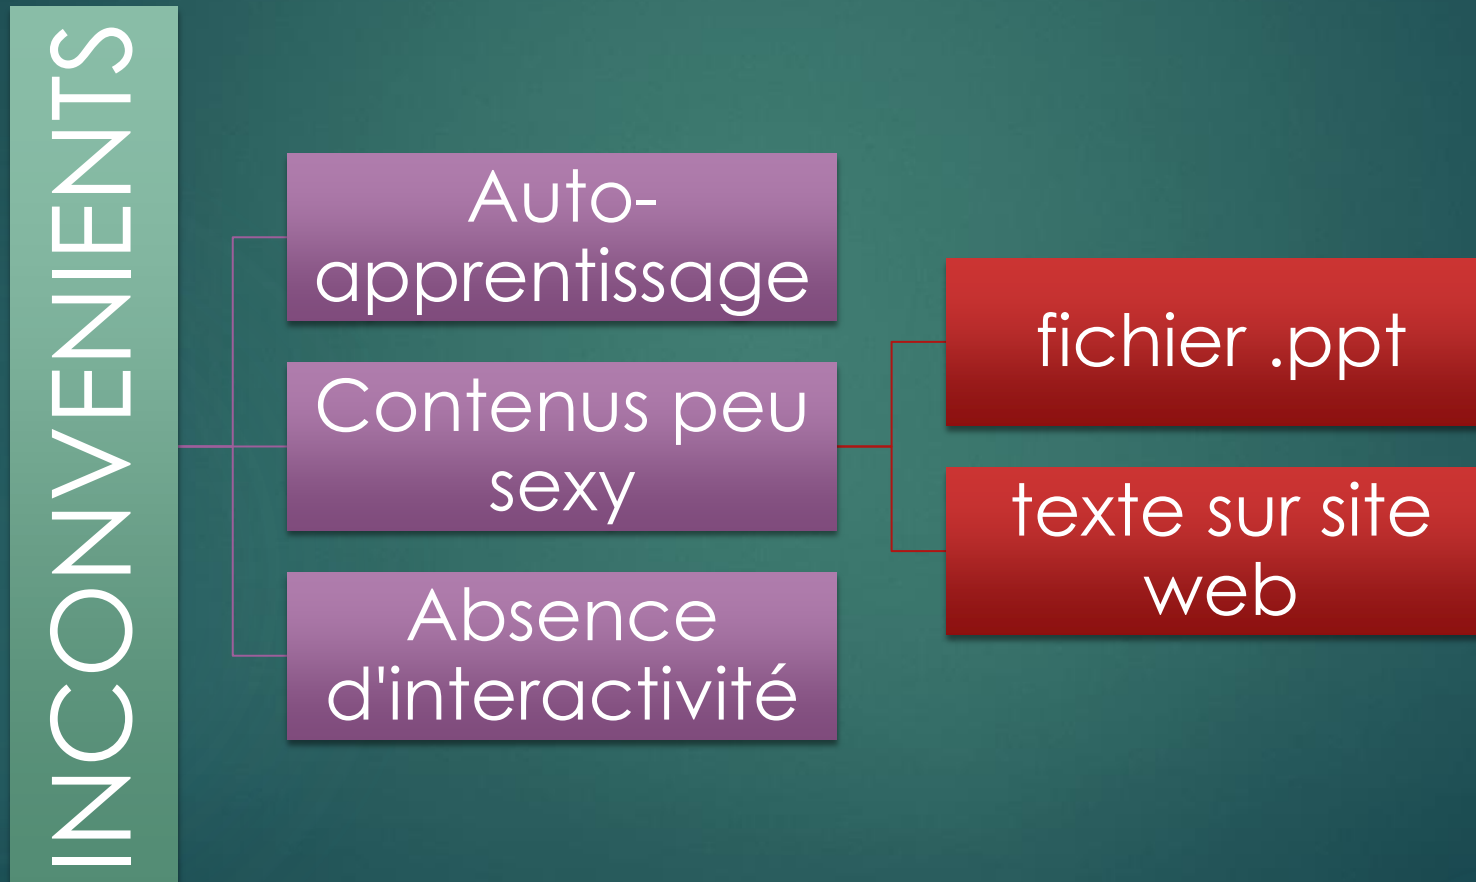 INCONVENIENTS
Auto-
apprentissage
Contenus peu
sexy
Absence
d'interactivité
fichier .ppt
texte sur site
web